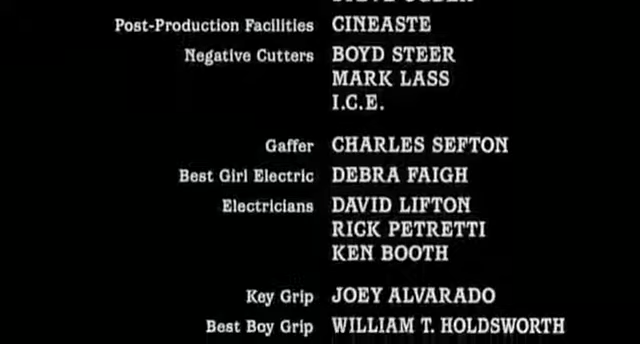 Post-Production Facilities CINEASTE
Negative Cutters BOYD STEER
MARK LASS
I.C.E.
Gaffer CHARLES SEFTON
Best Girl Electric DEBRA FAIGH
Electricians DAVID LIFTON
RICK PETRETTI
KEN BOOTH
Key Grip JOEY ALVARADO
Best Boy Grip WILLIAM T. HOLDSWORTH